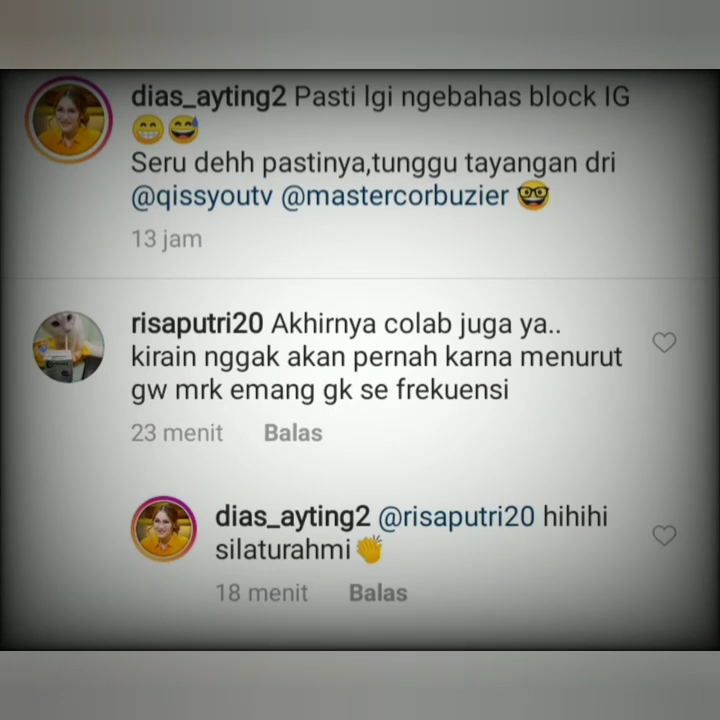 dias_ayting2 Pasti lgi ngebahas block IG
😁😅
Seru dehh pastinya,tunggu tayangan dri
@qissyoutv @mastercorbuzier 🤓
13 jam
risaputri20 Akhirnya colab juga ya..
kirain nggak akan pernah karna menurut
gw mrk emang gk se frekuensi
23 menit Balas
dias_ayting2 @risaputri20 hihihi
silaturahmi👏
18 menit Balas